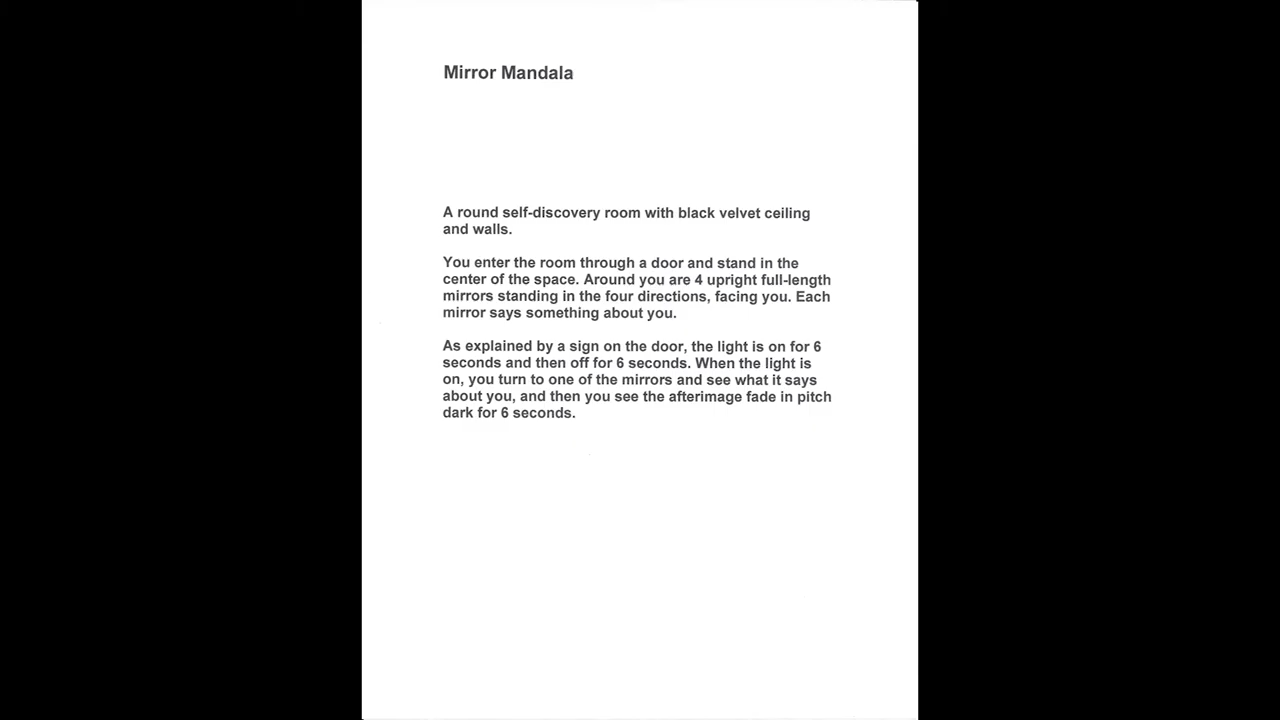 Mirror Mandala
A round self-discovery room with black velvet ceiling
and walls.
You enter the room through a door and stand in the
center of the space. Around you are 4 upright full-length
mirrors standing in the four directions, facing you. Each
mirror says something about you.
As explained by a sign on the door, the light is on for 6
seconds and then off for 6 seconds. When the light is
on, you turn to one of the mirrors and see what it says
about you, and then you see the afterimage fade in pitch
dark for 6 seconds.